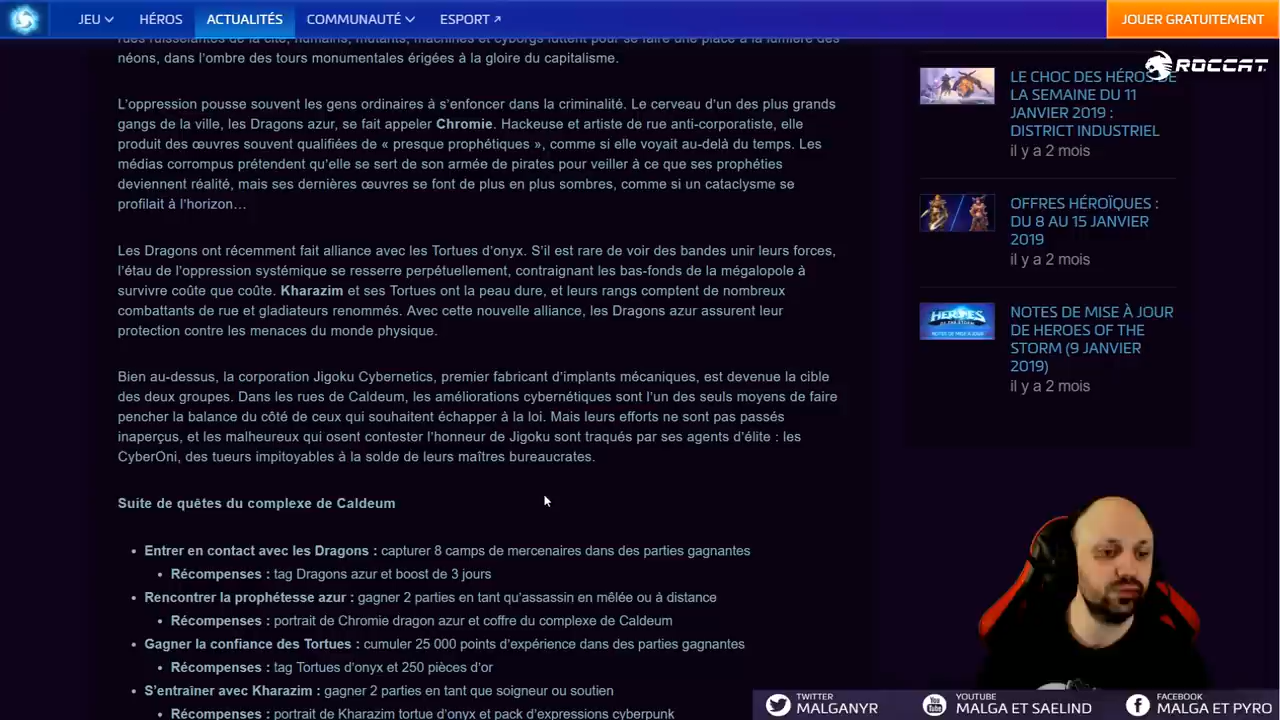 JEU
HÉROS
ACTUALITÉS
COMMUNAUTÉ
ESPORT
JOUER GRATUITEMENT
ROCCAT
rues ruisselantes de la cité, humains, mutants, machines et cyborgs luttent pour se faire une place à la lumière des
néons, dans l'ombre des tours monumentales érigées à la gloire du capitalisme.
L'oppression pousse souvent les gens ordinaires à s'enfoncer dans la criminalité. Le cerveau d'un des plus grands
gangs de la ville, les Dragons azur, se fait appeler Chromie. Hackeuse et artiste de rue anti-corporatiste, elle
produit des œuvres souvent qualifiées de « presque prophétiques », comme si elle voyait au-delà du temps. Les
médias corrompus prétendent qu'elle se sert de son armée de pirates pour veiller à ce que ses prophéties
deviennent réalité, mais ses dernières œuvres se font de plus en plus sombres, comme si un cataclysme se
profilait à l'horizon…
Les Dragons ont récemment fait alliance avec les Tortues d'onyx. S'il est rare de voir des bandes unir leurs forces,
l'étau de l'oppression systémique se resserre perpétuellement, contraignant les bas-fonds de la mégalopole à
survivre coûte que coûte. Kharazim et ses Tortues ont la peau dure, et leurs rangs comptent de nombreux
combattants de rue et gladiateurs renommés. Avec cette nouvelle alliance, les Dragons azur assurent leur
protection contre les menaces du monde physique.
Bien au-dessus, la corporation Jigoku Cybernetics, premier fabricant d'implants mécaniques, est devenue la cible
des deux groupes. Dans les rues de Caldeum, les améliorations cybernétiques sont l'un des seuls moyens de faire
pencher la balance du côté de ceux qui souhaitent échapper à la loi. Mais leurs efforts ne sont pas passés
inaperçus, et les malheureux qui osent contester l'honneur de Jigoku sont traqués par ses agents d'élite : les
CyberOni, des tueurs impitoyables à la solde de leurs maîtres bureaucrates.
Suite de quêtes du complexe de Caldeum
• Entrer en contact avec les Dragons : capturer 8 camps de mercenaires dans des parties gagnantes
• Récompenses : tag Dragons azur et boost de 3 jours
• Rencontrer la prophétesse azur : gagner 2 parties en tant qu'assassin en mêlée ou à distance
• Récompenses : portrait de Chromie dragon azur et coffre du complexe de Caldeum
• Gagner la confiance des Tortues : cumuler 25 000 points d'expérience dans des parties gagnantes
• Récompenses : tag Tortues d'onyx et 250 pièces d'or
• S'entraîner avec Kharazim : gagner 2 parties en tant que soigneur ou soutien
• Récompenses : portrait de Kharazim tortue d'onyx et pack d'expressions cyberpunk
LE CHOC DES HÉROS DE
LA SEMAINE DU 11
JANVIER 2019 :
DISTRICT INDUSTRIEL
il y a 2 mois
OFFRES HÉROÏQUES :
DU 8 AU 15 JANVIER
2019
il y a 2 mois
HEROES
NOTES DE MISE À JOUR
DE HEROES OF THE
STORM (9 JANVIER
2019)
il y a 2 mois
TWITTER
MALGANYR
YOUTUBE
MALGA ET SAELIND
FACEBOOK
MALGA ET PYRO